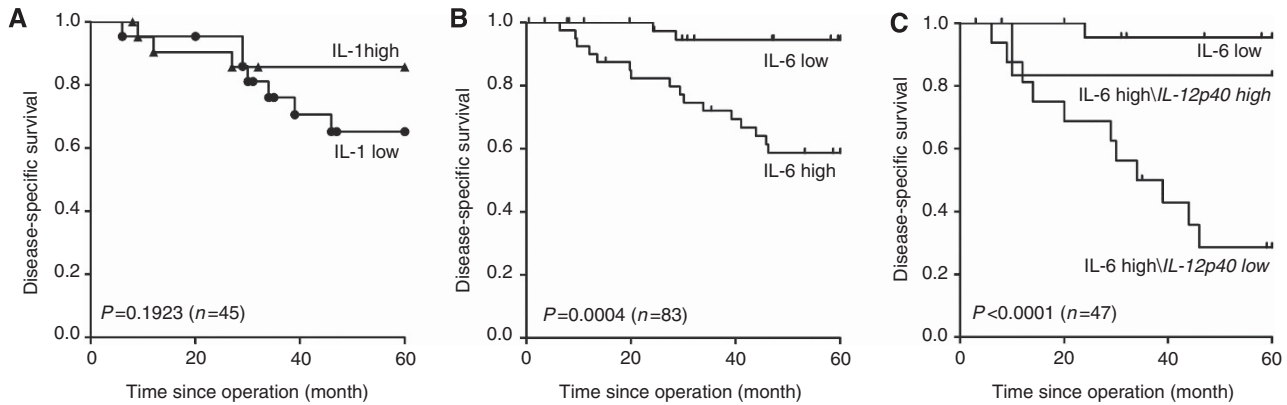 A
1.0
0.8
0.6
0.4
0.2
0.0
Disease-specific survival
IL-1high
IL-1 low
P=0.1923 (n=45)
0
20
40
60
Time since operation (month)
B
1.0
0.8
0.6
0.4
0.2
0.0
Disease-specific survival
IL-6 low
IL-6 high
P=0.0004 (n=83)
0
20
40
60
Time since operation (month)
C
1.0
0.8
0.6
0.4
0.2
0.0
Disease-specific survival
IL-6 low
IL-6 high\IL-12p40 high
IL-6 high\IL-12p40 low
P<0.0001 (n=47)
0
20
40
60
Time since operation (month)